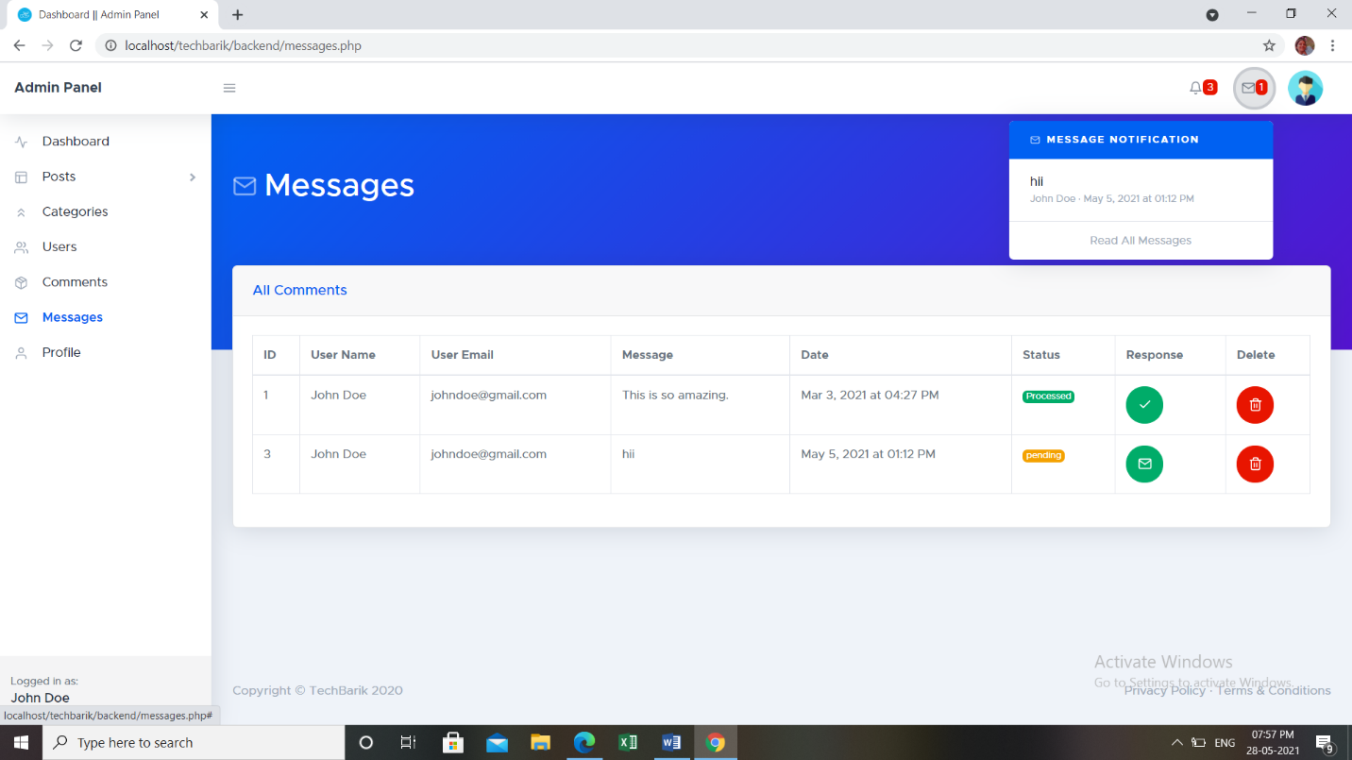 Dashboard || Admin Panel
localhost/techbarik/backend/messages.php
Admin Panel
3
1
Dashboard
Posts
Categories
Users
Comments
Messages
Profile
Logged in as:
John Doe
localhost/techbarik/backend/messages.php#
Messages
MESSAGE NOTIFICATION
hii
John Doe · May 5, 2021 at 01:12 PM
Read All Messages
All Comments
ID User Name User Email Message Date Status Response Delete
1 John Doe johndoe@gmail.com This is so amazing. Mar 3, 2021 at 04:27 PM Processed
3 John Doe johndoe@gmail.com hii May 5, 2021 at 01:12 PM pending
Activate Windows
Go to Settings to activate Windows.
Copyright © TechBarik 2020
Privacy Policy · Terms & Conditions
Type here to search
ENG
07:57 PM
28-05-2021
9